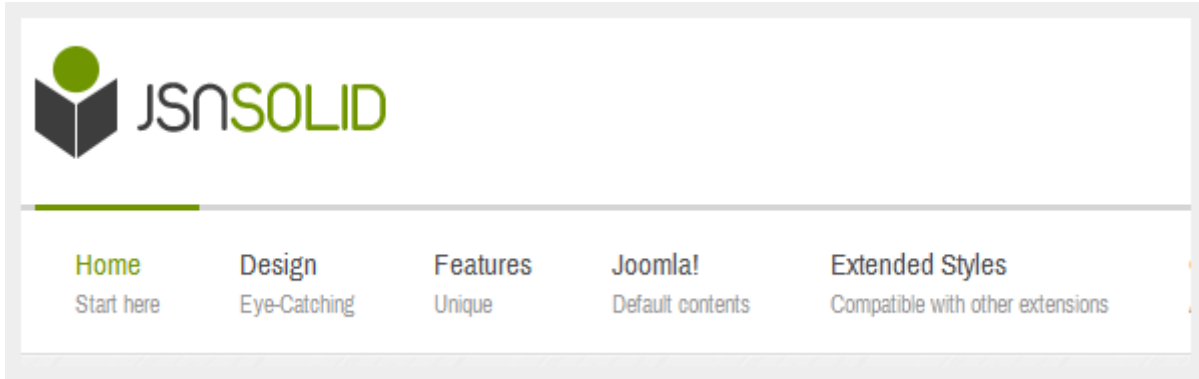 JSNSOLID
Home Design Features Joomla! Extended Styles
Start here Eye-Catching Unique Default contents Compatible with other extensions